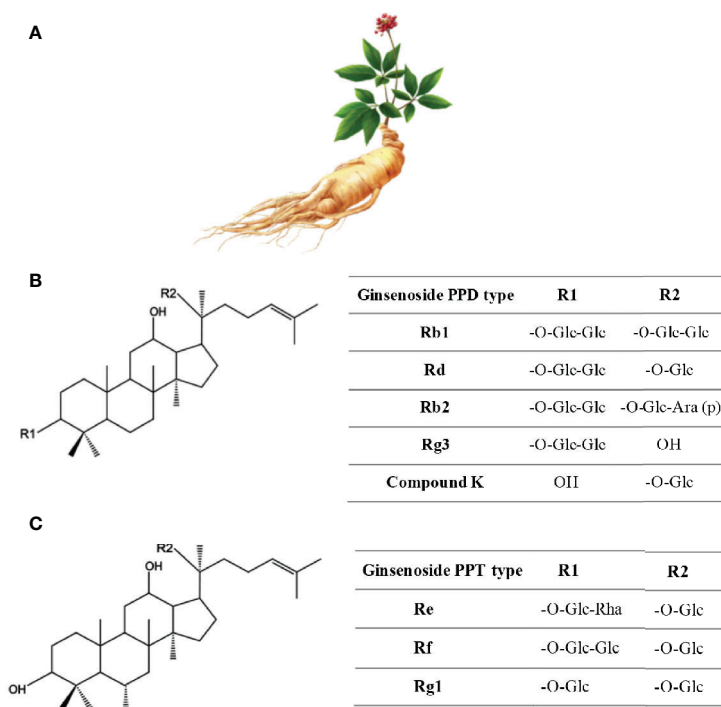 A
B
R2
OH
R1
Ginsenoside PPD type R1 R2
Rb1 -O-Glc-Glc -O-Glc-Glc
Rd -O-Glc-Glc -O-Glc
Rb2 -O-Glc-Glc -O-Glc-Ara (p)
Rg3 -O-Glc-Glc OH
Compound K OH -O-Glc
C
R2
OH
OH
Ginsenoside PPT type R1 R2
Re -O-Glc-Rha -O-Glc
Rf -O-Glc-Glc -O-Glc
Rg1 -O-Glc -O-Glc